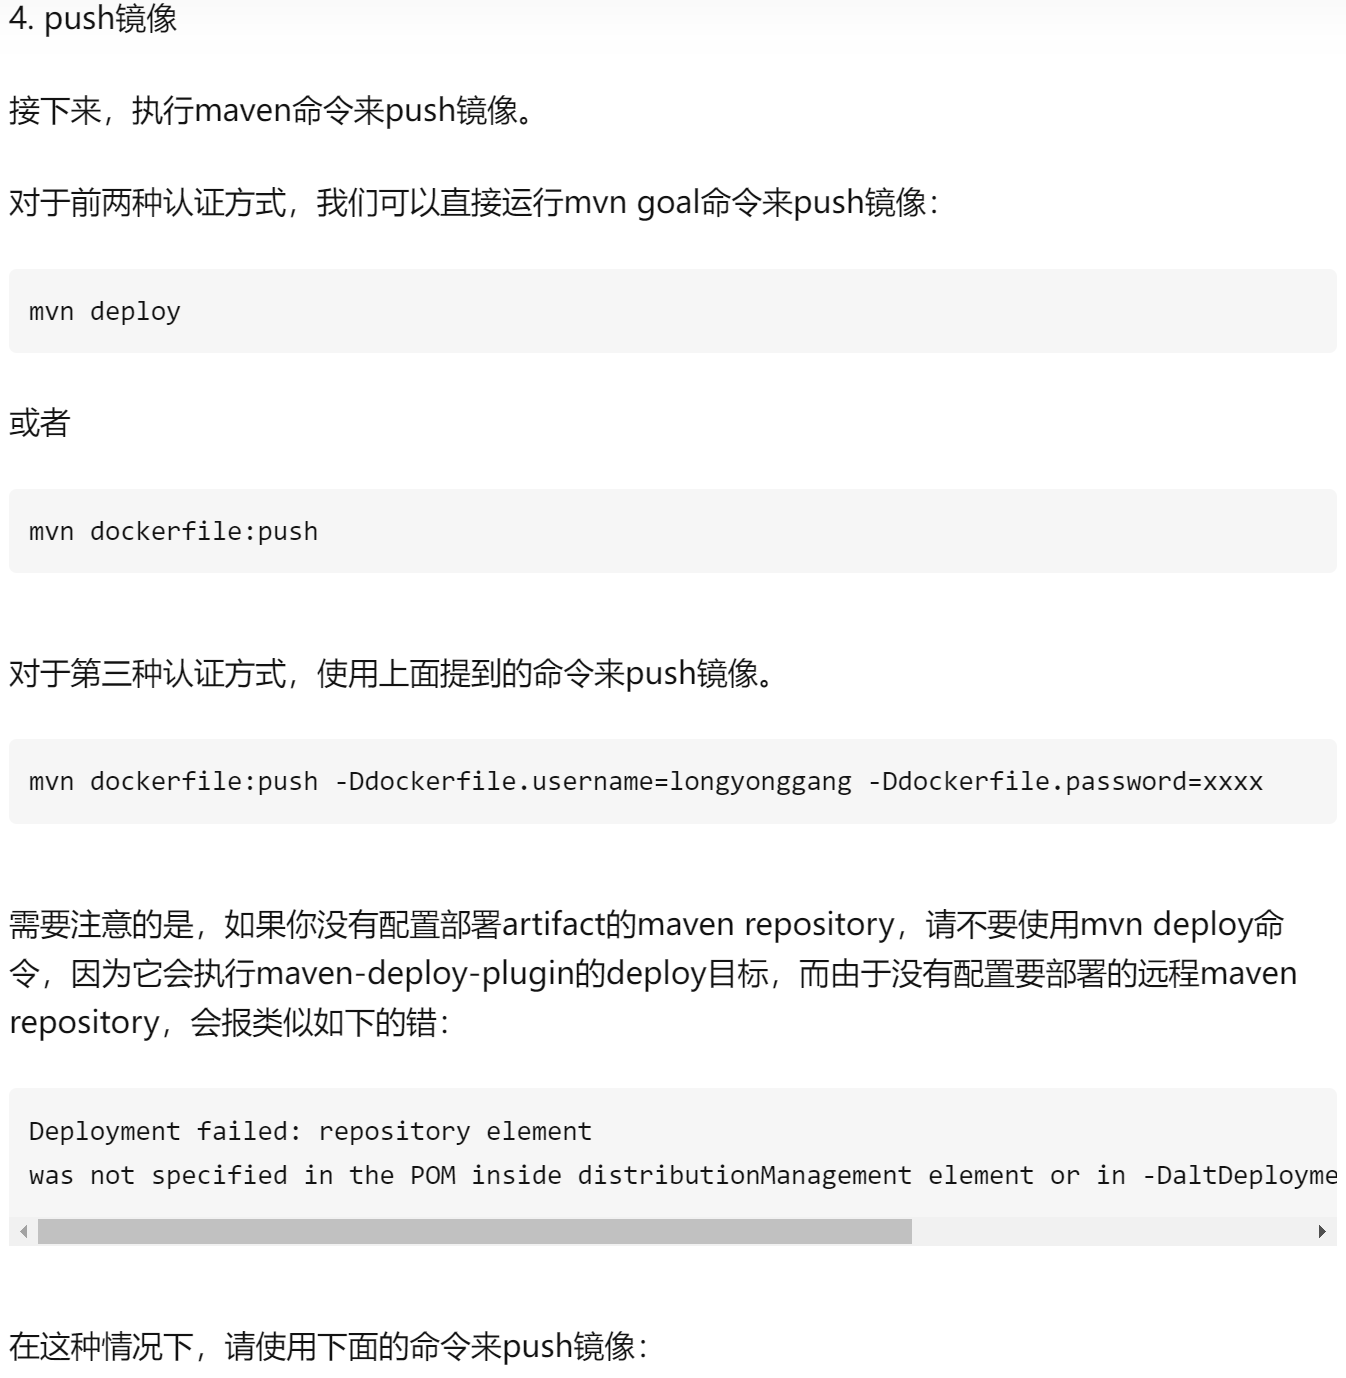 4. push镜像
接下来，执行maven命令来push镜像。
对于前两种认证方式，我们可以直接运行mvn goal命令来push镜像：
mvn deploy
或者
mvn dockerfile:push
对于第三种认证方式，使用上面提到的命令来push镜像。
mvn dockerfile:push -Ddockerfile.username=longyonggang -Ddockerfile.password=xxxx
需要注意的是，如果你没有配置部署artifact的maven repository，请不要使用mvn deploy命
令，因为它会执行maven-deploy-plugin的deploy目标，而由于没有配置要部署的远程maven
repository，会报类似如下的错：
Deployment failed: repository element
was not specified in the POM inside distributionManagement element or in -DaltDeployme
在这种情况下，请使用下面的命令来push镜像：